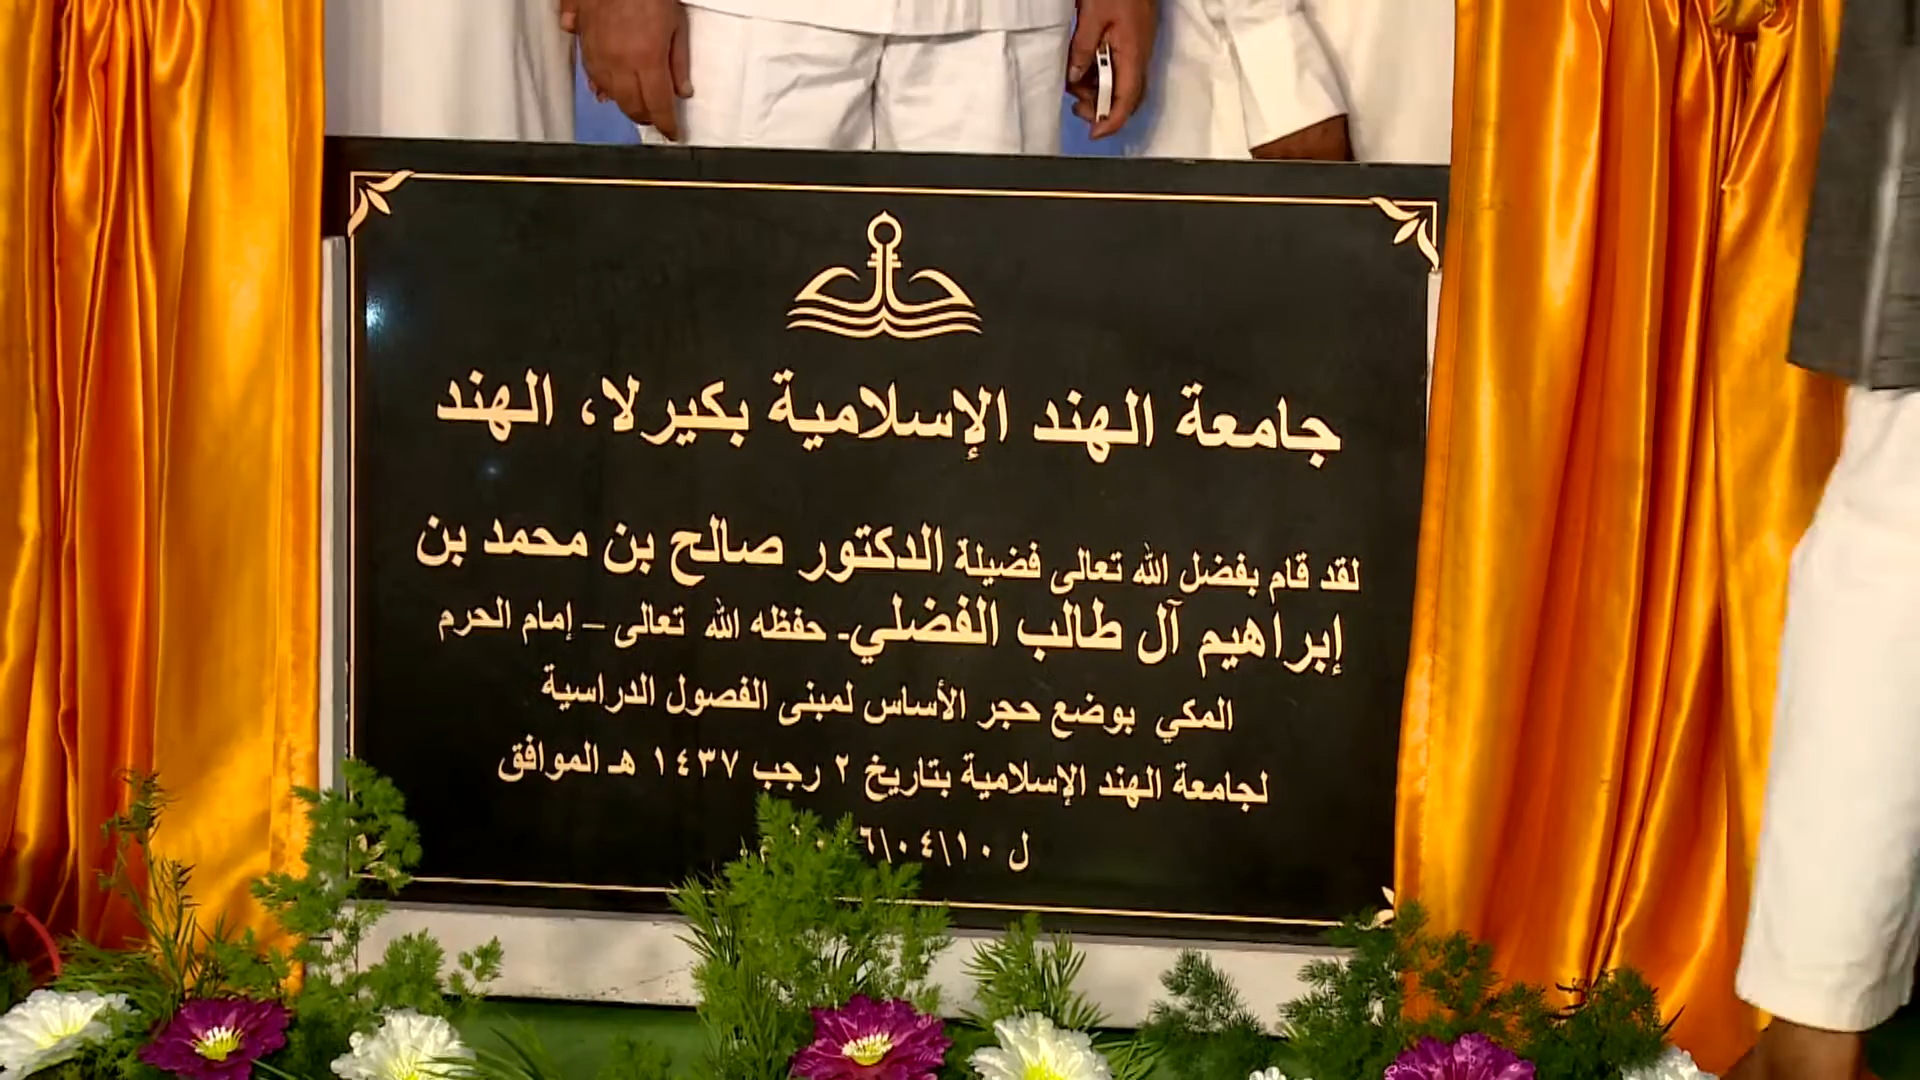 جامعة الهند الإسلامية بكيرلا، الهند
لقد قام بفضل الله تعالى فضيلة الدكتور صالح بن محمد بن
إبراهيم آل طالب الفضلي- حفظه الله تعالى – إمام الحرم
المكي بوضع حجر الأساس لمبنى الفصول الدراسية
لجامعة الهند الإسلامية بتاريخ ٢ رجب ١٤٣٧ هـ الموافق
ل ١٠\٠٤\